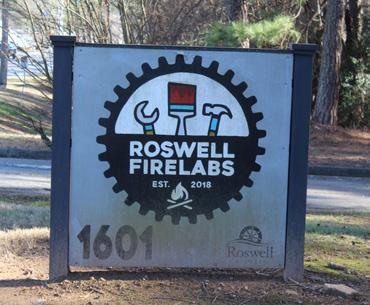 ROSWELL
FIRELABS
EST. 2018
1601
Roswell